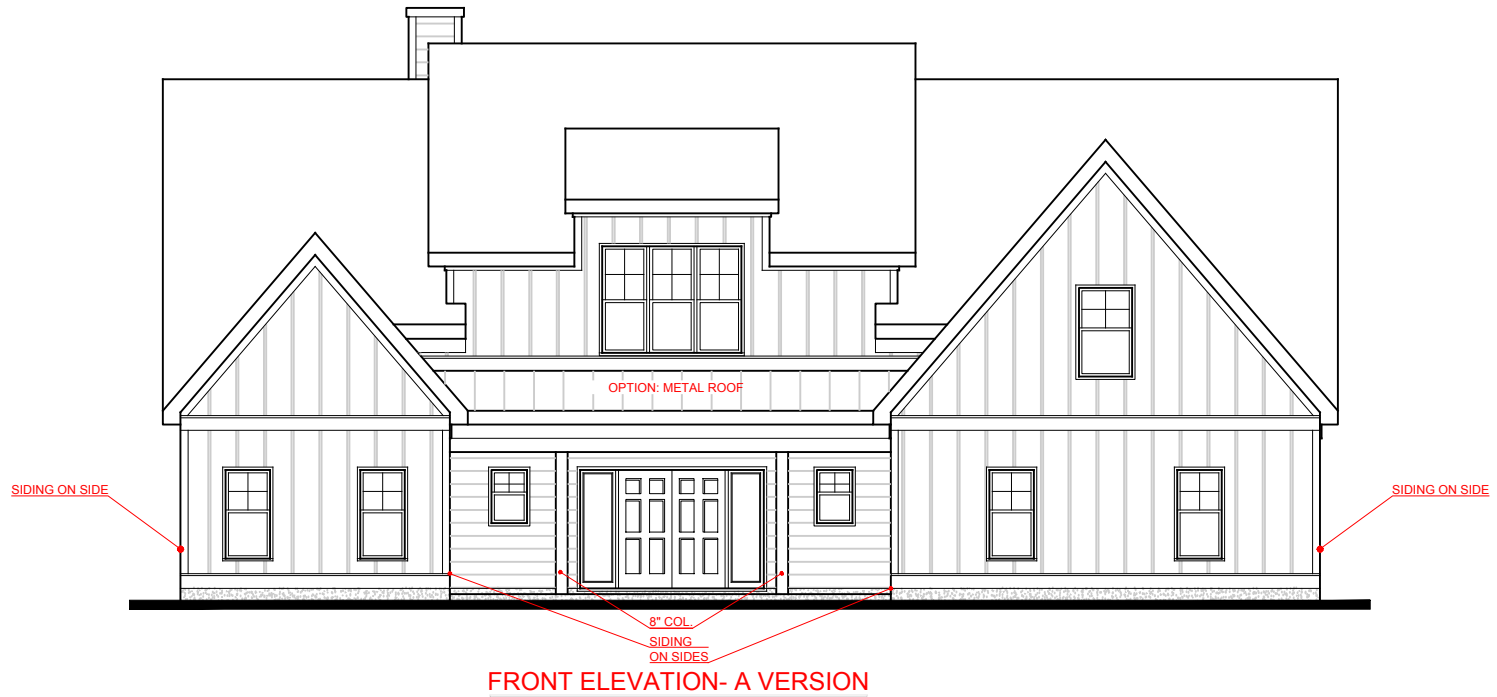 OPTION: METAL ROOF
SIDING ON SIDE
SIDING ON SIDE
8" COL.
SIDING
ON SIDES
FRONT ELEVATION- A VERSION